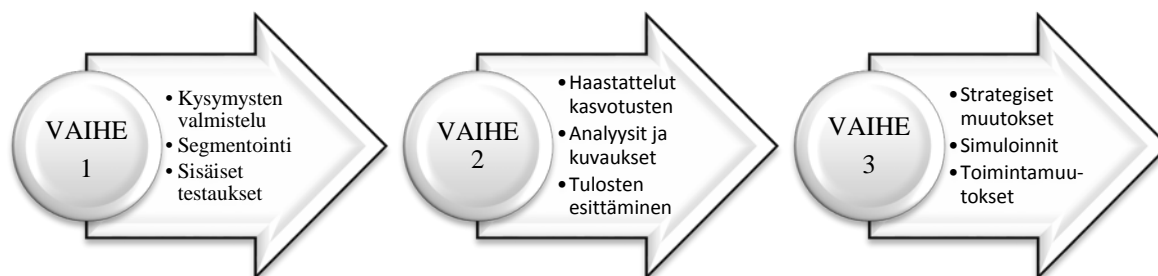 VAIHE
1
• Kysymysten
valmistelu
• Segmentointi
• Sisäiset
testaukset
VAIHE
2
• Haastattelut
kasvotusten
• Analyysit ja
kuvaukset
• Tulosten
esittäminen
VAIHE
3
• Strategiset
muutokset
• Simuloinnit
• Toimintamuu-
tokset